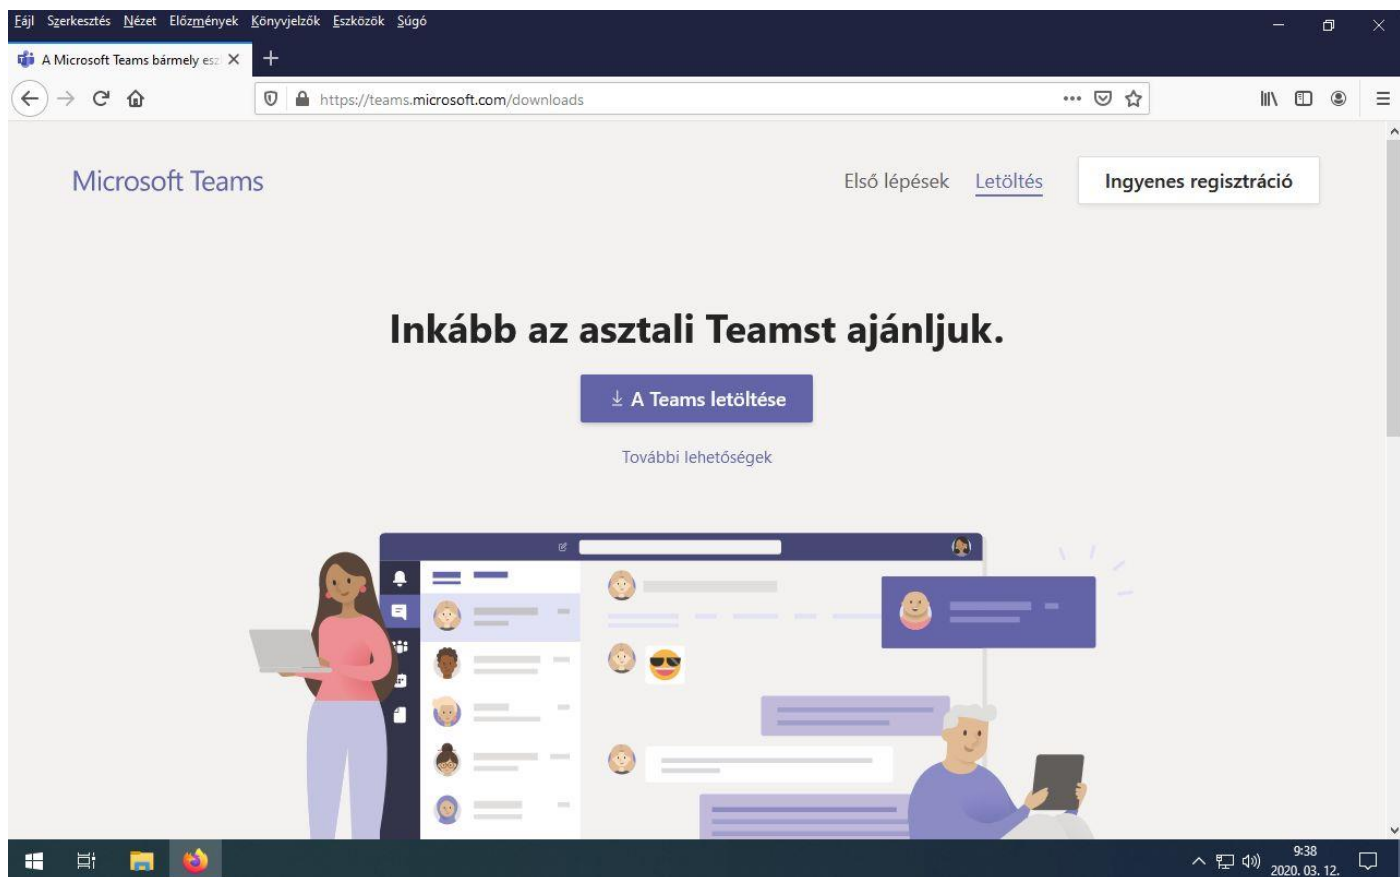 Fájl Szerkesztés Nézet Előzmények Könyvjelzők Eszközök Súgó
A Microsoft Teams bármely esz
https://teams.microsoft.com/downloads
Microsoft Teams
Első lépések Letöltés Ingyenes regisztráció
Inkább az asztali Teamst ajánljuk.
A Teams letöltése
További lehetőségek
9:38
2020. 03. 12.